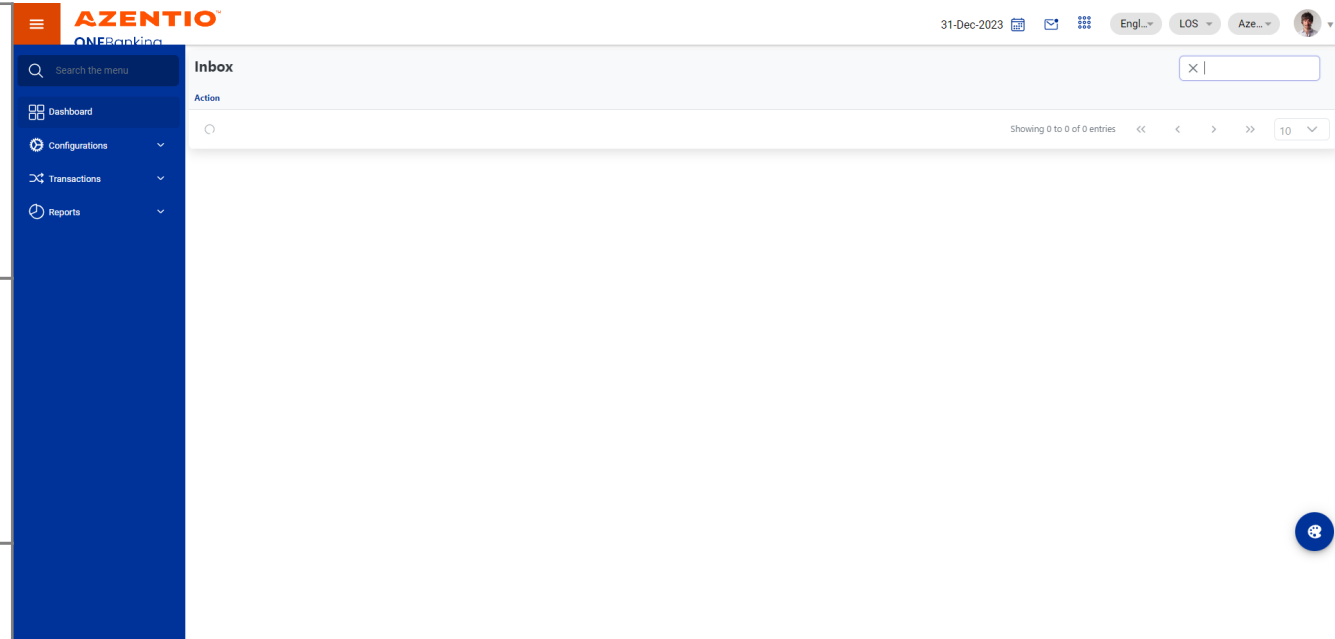 AZENTIO™
ONEBanking
31-Dec-2023
Engl...
LOS
Aze...
Search the menu
Dashboard
Configurations
Transactions
Reports
Inbox
Action
Showing 0 to 0 of 0 entries
10